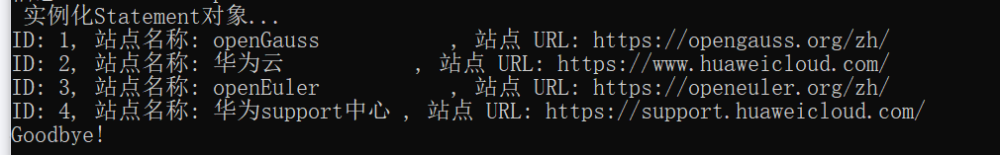 实例化Statement对象...
ID: 1, 站点名称: openGauss           , 站点 URL: https://opengauss.org/zh/
ID: 2, 站点名称: 华为云           , 站点 URL: https://www.huaweicloud.com/
ID: 3, 站点名称: openEuler           , 站点 URL: https://openeuler.org/zh/
ID: 4, 站点名称: 华为support中心 , 站点 URL: https://support.huaweicloud.com/
Goodbye!